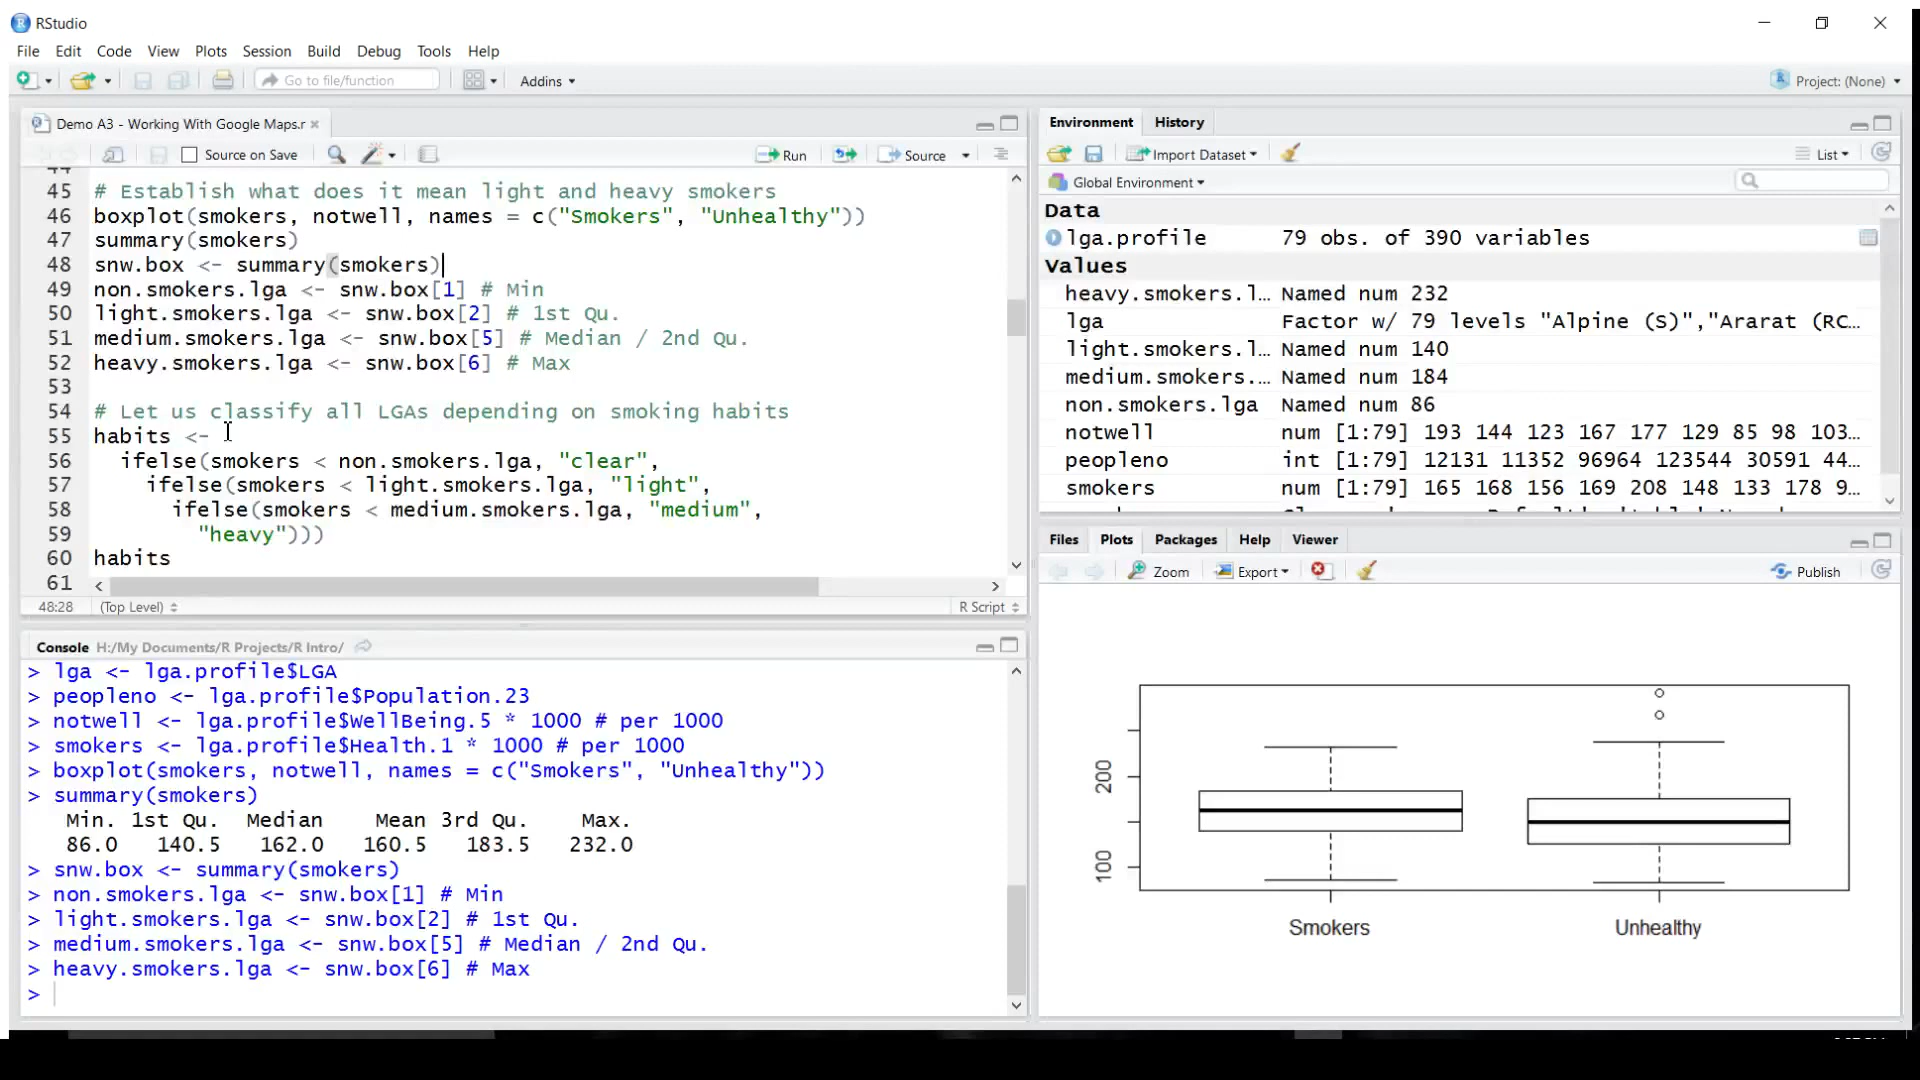 RStudio
File Edit Code View Plots Session Build Debug Tools Help
Go to file/function Addins Project: (None)
Demo A3 - Working With Google Maps.r
Source on Save Run Source
45 # Establish what does it mean light and heavy smokers
46 boxplot(smokers, notwell, names = c("Smokers", "Unhealthy"))
47 summary(smokers)
48 snw.box <- summary(smokers)
49 non.smokers.lga <- snw.box[1] # Min
50 light.smokers.lga <- snw.box[2] # 1st Qu.
51 medium.smokers.lga <- snw.box[5] # Median / 2nd Qu.
52 heavy.smokers.lga <- snw.box[6] # Max
53
54 # Let us classify all LGAs depending on smoking habits
55 habits <-
56 ifelse(smokers < non.smokers.lga, "clear",
57 ifelse(smokers < light.smokers.lga, "light",
58 ifelse(smokers < medium.smokers.lga, "medium",
59 "heavy")))
60 habits
61
48:28 (Top Level) R Script
Console H:/My Documents/R Projects/R Intro/
> lga <- lga.profile$LGA
> peopleno <- lga.profile$Population.23
> notwell <- lga.profile$WellBeing.5 * 1000 # per 1000
> smokers <- lga.profile$Health.1 * 1000 # per 1000
> boxplot(smokers, notwell, names = c("Smokers", "Unhealthy"))
> summary(smokers)
Min. 1st Qu. Median Mean 3rd Qu. Max.
86.0 140.5 162.0 160.5 183.5 232.0
> snw.box <- summary(smokers)
> non.smokers.lga <- snw.box[1] # Min
> light.smokers.lga <- snw.box[2] # 1st Qu.
> medium.smokers.lga <- snw.box[5] # Median / 2nd Qu.
> heavy.smokers.lga <- snw.box[6] # Max
>
Environment History
Import Dataset List
Global Environment
Data
lga.profile 79 obs. of 390 variables
Values
heavy.smokers.l… Named num 232
lga Factor w/ 79 levels "Alpine (S)","Ararat (RC…
light.smokers.l… Named num 140
medium.smokers.… Named num 184
non.smokers.lga Named num 86
notwell num [1:79] 193 144 123 167 177 129 85 98 103…
peopleno int [1:79] 12131 11352 96964 123544 30591 44…
smokers num [1:79] 165 168 156 169 208 148 133 178 9…
Files Plots Packages Help Viewer
Zoom Export Publish
200
100
Smokers Unhealthy